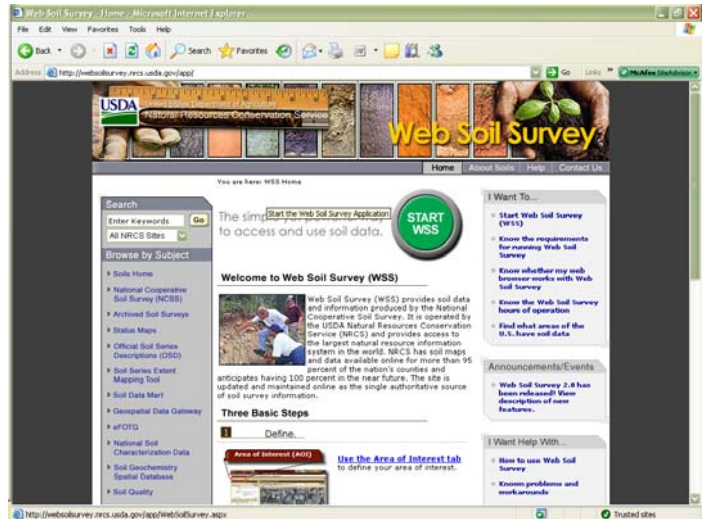 Web Soil Survey - Home - Microsoft Internet Explorer
File Edit View Favorites Tools Help
Back Search Favorites
Address http://websoilsurvey.nrcs.usda.gov/app/ Go Links McAfee SiteAdvisor
USDA United States Department of Agriculture
Natural Resources Conservation Service
Web Soil Survey
Home About Soils Help Contact Us
You are here: WSS Home
Search
Enter Keywords Go
All NRCS Sites
Browse by Subject
Soils Home
National Cooperative
Soil Survey (NCSS)
Archived Soil Surveys
Status Maps
Official Soil Series
Descriptions (OSD)
Soil Series Extent
Mapping Tool
Soil Data Mart
Geospatial Data Gateway
eFOTG
National Soil
Characterization Data
Soil Geochemistry
Spatial Database
Soil Quality
The simp
Start the Web Soil Survey Application
to access and use soil data.
START
WSS
Welcome to Web Soil Survey (WSS)
Web Soil Survey (WSS) provides soil data
and information produced by the National
Cooperative Soil Survey. It is operated by
the USDA Natural Resources Conservation
Service (NRCS) and provides access to
the largest natural resource information
system in the world. NRCS has soil maps
and data available online for more than 95
percent of the nation's counties and
anticipates having 100 percent in the near future. The site is
updated and maintained online as the single authoritative source
of soil survey information.
Three Basic Steps
1 Define.
Area of Interest (AOI)
Use the Area of Interest tab
to define your area of interest.
I Want To...
Start Web Soil Survey
(WSS)
Know the requirements
for running Web Soil
Survey
Know whether my web
browser works with Web
Soil Survey
Know the Web Soil Survey
hours of operation
Find what areas of the
U.S. have soil data
Announcements/Events
Web Soil Survey 2.0 has
been released! View
description of new
features.
I Want Help With...
How to use Web Soil
Survey
Known problems and
workarounds
http://websoilsurvey.nrcs.usda.gov/app/WebSoilSurvey.aspx Trusted sites